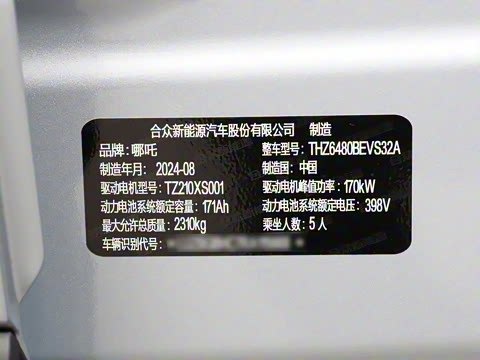 合众新能源汽车股份有限公司 制造
品牌:哪吒 整车型号:THZ6480BEVS32A
制造年月: 2024-08 制造国:中国
驱动电机型号:TZ210XS001 驱动电机峰值功率:170kW
动力电池系统额定容量:171Ah 动力电池系统额定电压:398V
最大允许总质量:2310kg 乘坐人数:5人
车辆识别代号: